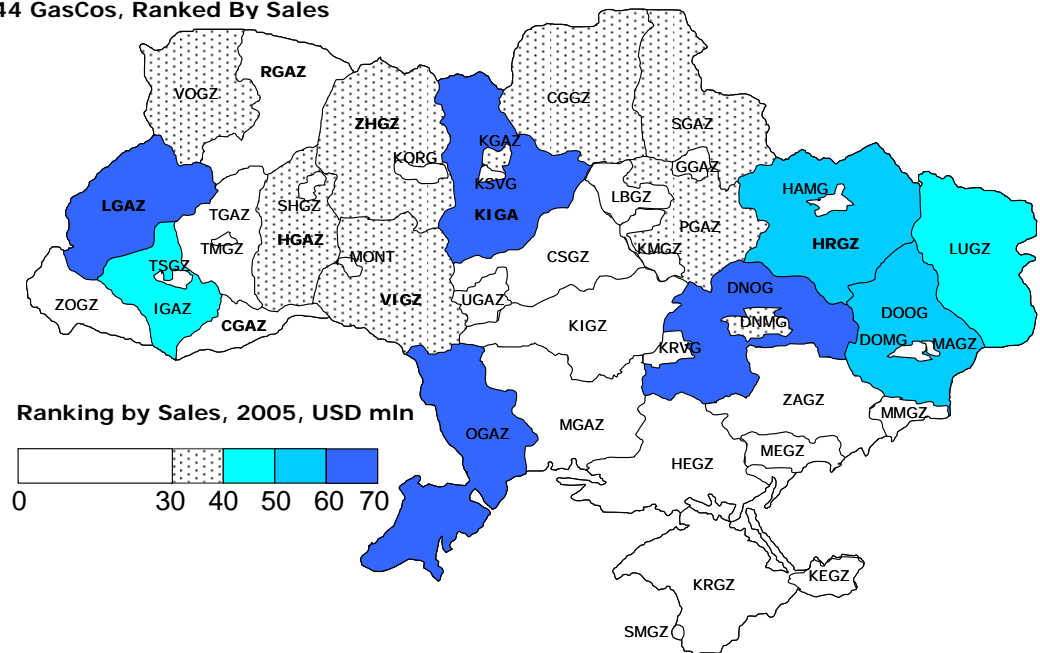 44 GasCos, Ranked By Sales
RGAZ
VOGZ
CGGZ
ZHGZ
SGAZ
KGAZ
KORG
GGAZ
KSVG
HAMG
LBGZ
LGAZ
SHGZ
TGAZ
KIGA
PGAZ
HGAZ
HRGZ
TMGZ
KMGZ
LUGZ
MONT
CSGZ
TSGZ
DNOG
VIGZ
UGAZ
ZOGZ
IGAZ
DOOG
CGAZ
KIGZ
DNMG
DOMG
MAGZ
KRVG
ZAGZ
Ranking by Sales, 2005, USD mln
MMGZ
MGAZ
OGAZ
MEGZ
HEGZ
0 30 40 50 60 70
KEGZ
KRGZ
SMGZ